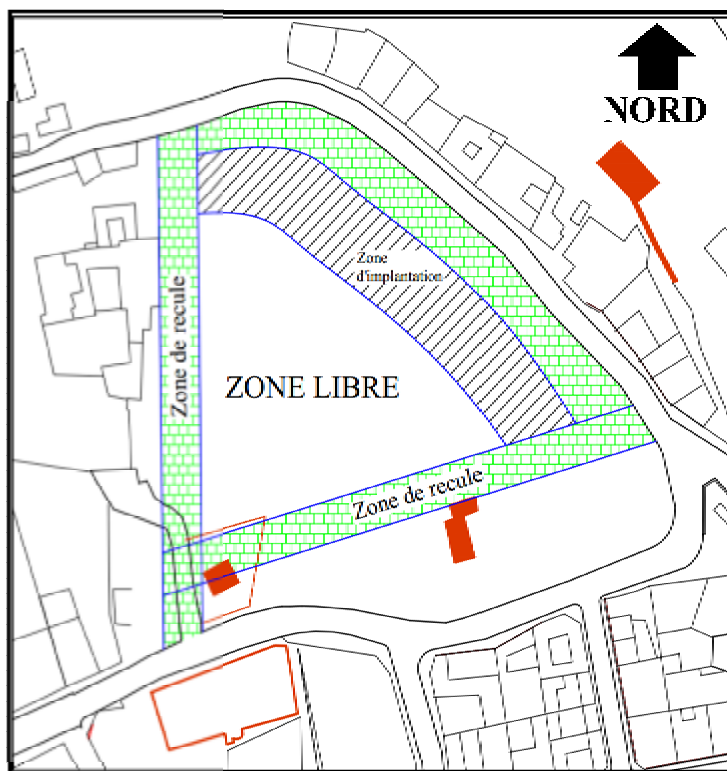 NORD
Zone
d'implantation
Zone de recule
ZONE LIBRE
Zone de recule